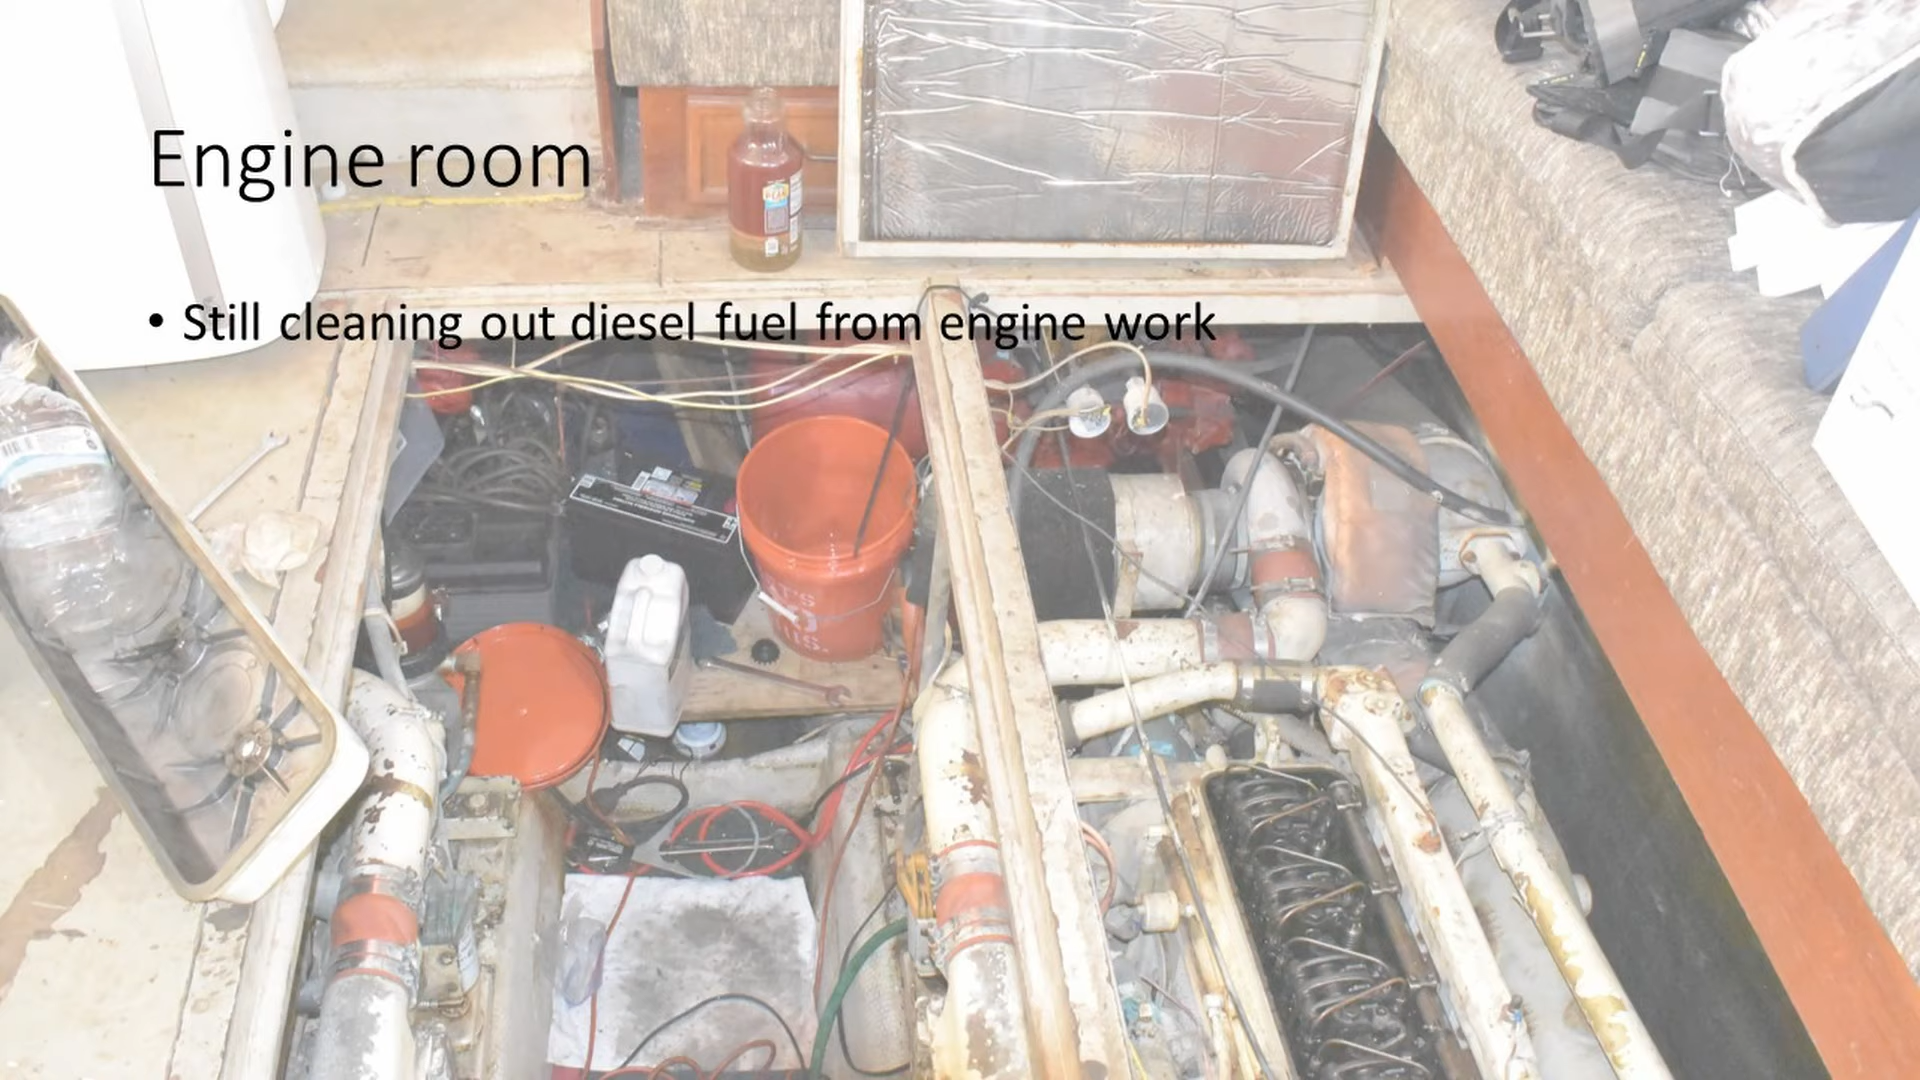 Engine room
• Still cleaning out diesel fuel from engine work